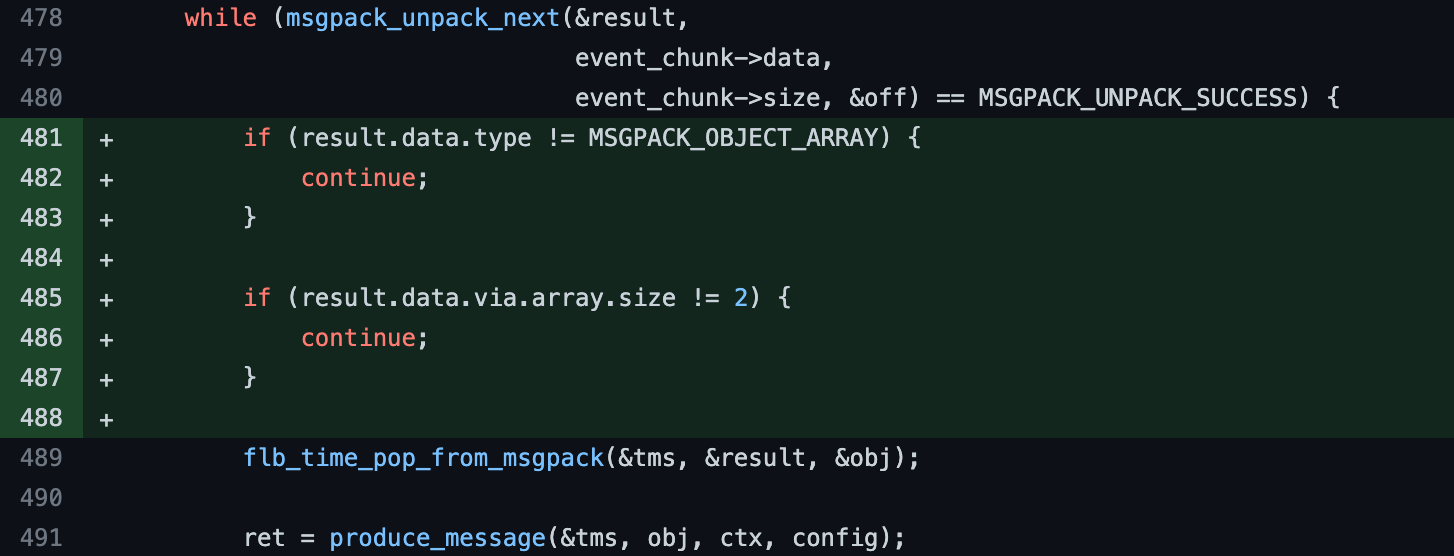 478 while (msgpack_unpack_next(&result,
479 event_chunk->data,
480 event_chunk->size, &off) == MSGPACK_UNPACK_SUCCESS) {
481 + if (result.data.type != MSGPACK_OBJECT_ARRAY) {
482 + continue;
483 + }
484 +
485 + if (result.data.via.array.size != 2) {
486 + continue;
487 + }
488 +
489 flb_time_pop_from_msgpack(&tms, &result, &obj);
490
491 ret = produce_message(&tms, obj, ctx, config);